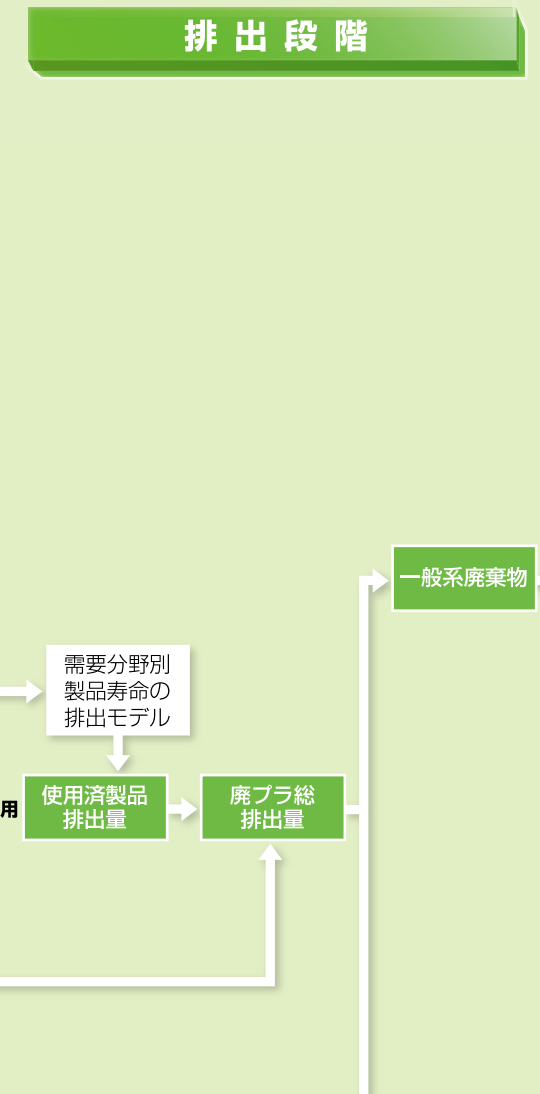 排出段階
一般系廃棄物
需要分野別
製品寿命の
排出モデル
用
使用済製品
排出量
廃プラ総
排出量